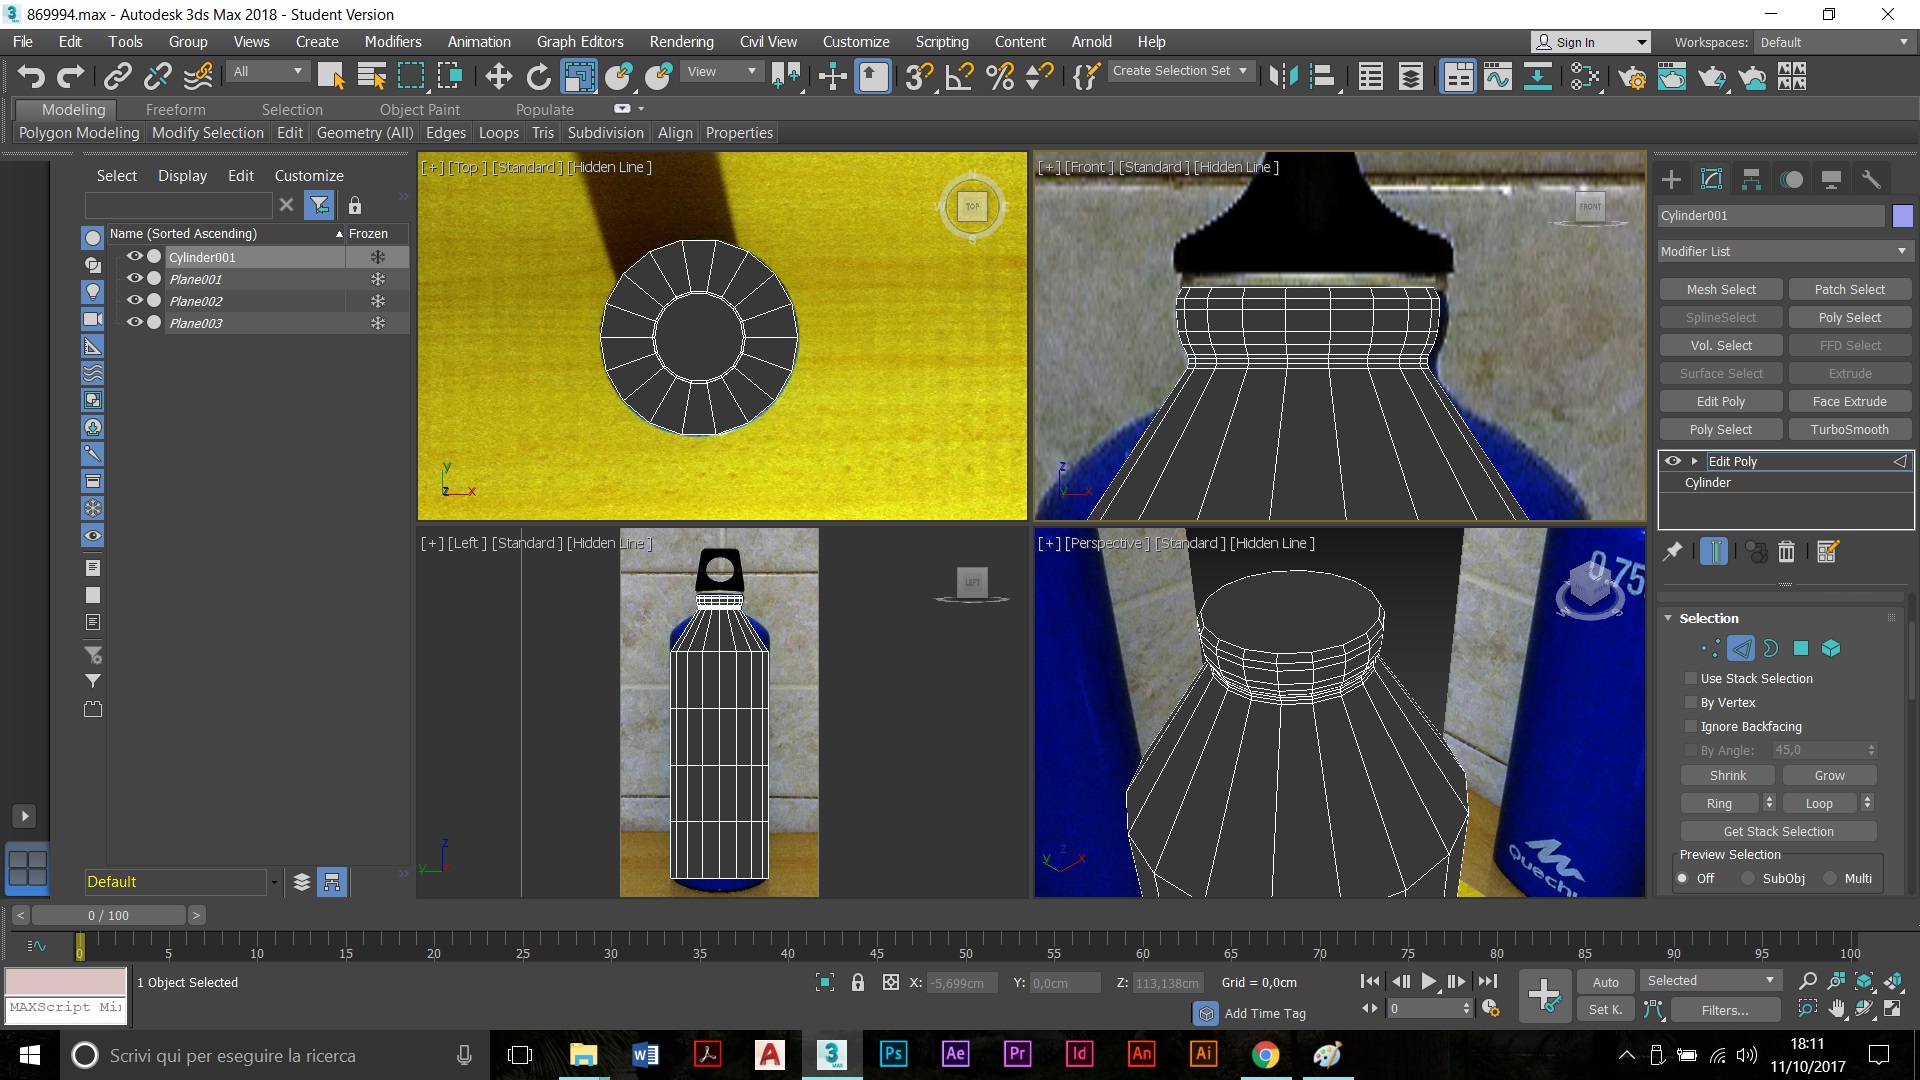 869994.max - Autodesk 3ds Max 2018 - Student Version
File Edit Tools Group Views Create Modifiers Animation Graph Editors Rendering Civil View Customize Scripting Content Arnold Help
Sign In Workspaces: Default
All View Create Selection Set
Modeling Freeform Selection Object Paint Populate
Polygon Modeling Modify Selection Edit Geometry (All) Edges Loops Tris Subdivision Align Properties
Select Display Edit Customize
Name (Sorted Ascending) Frozen
Cylinder001
Plane001
Plane002
Plane003
Default
[+] [Top ] [Standard ] [Hidden Line ]
TOP
[+] [Front ] [Standard ] [Hidden Line ]
FRONT
[+] [Left ] [Standard ] [Hidden Line ]
LEFT
[+] [Perspective ] [Standard ] [Hidden Line ]
0,75
Quech
Cylinder001
Modifier List
Mesh Select Patch Select
SplineSelect Poly Select
Vol. Select FFD Select
Surface Select Extrude
Edit Poly Face Extrude
Poly Select TurboSmooth
Edit Poly
Cylinder
Selection
Use Stack Selection
By Vertex
Ignore Backfacing
By Angle: 45,0
Shrink Grow
Ring Loop
Get Stack Selection
Preview Selection
Off SubObj Multi
< 0 / 100 >
0 5 10 15 20 25 30 35 40 45 50 55 60 65 70 75 80 85 90 95 100
1 Object Selected
MAXScript Mi
X: -5,699cm Y: 0,0cm Z: 113,138cm Grid = 0,0cm
Add Time Tag
0
Auto Selected
Set K. Filters...
Scrivi qui per eseguire la ricerca
Ps Ae Pr Id An Ai
18:11
11/10/2017